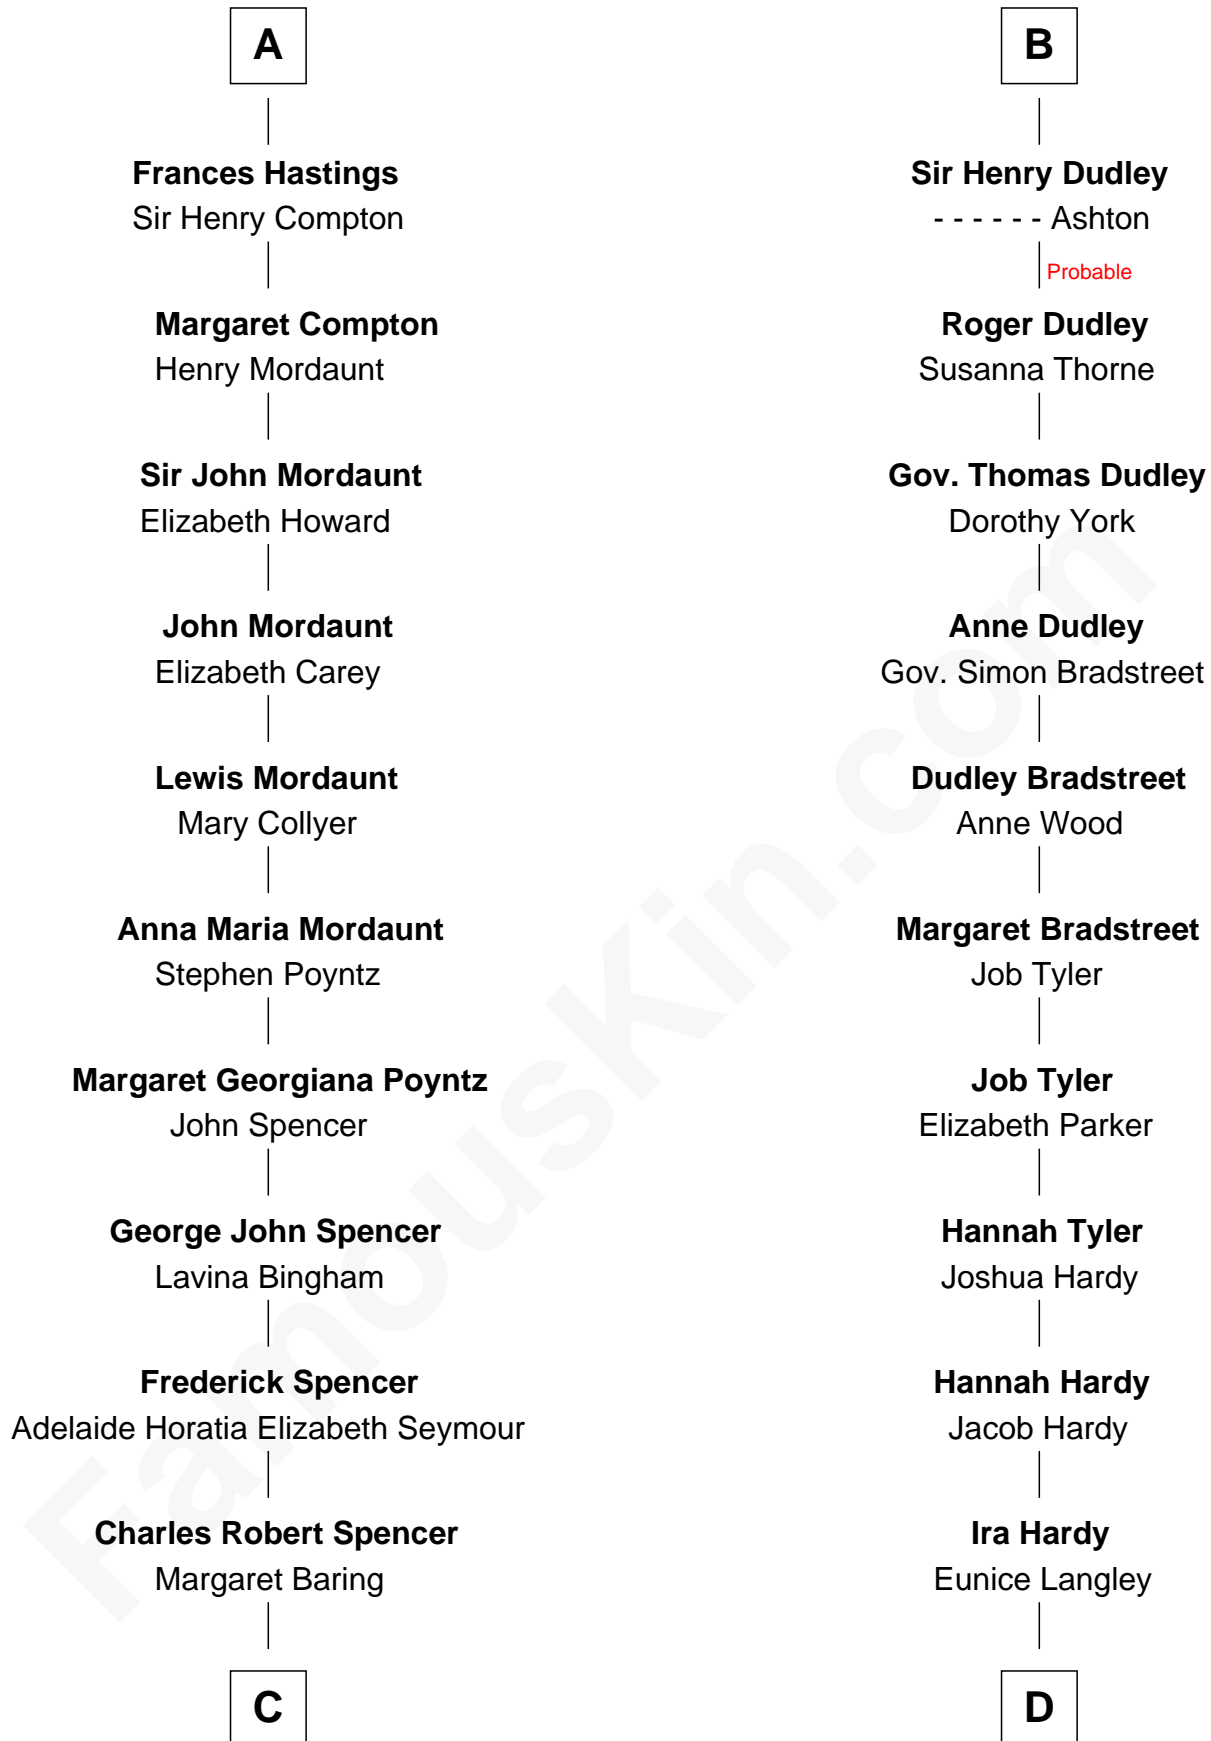 A
Frances Hastings
Sir Henry Compton
Margaret Compton
Henry Mordaunt
Sir John Mordaunt
Elizabeth Howard
John Mordaunt
Elizabeth Carey
Lewis Mordaunt
Mary Collyer
Anna Maria Mordaunt
Stephen Poyntz
Margaret Georgiana Poyntz
John Spencer
George John Spencer
Lavina Bingham
Frederick Spencer
Adelaide Horatia Elizabeth Seymour
Charles Robert Spencer
Margaret Baring
C
B
Sir Henry Dudley
- - - - - - Ashton
Probable
Roger Dudley
Susanna Thorne
Gov. Thomas Dudley
Dorothy York
Anne Dudley
Gov. Simon Bradstreet
Dudley Bradstreet
Anne Wood
Margaret Bradstreet
Job Tyler
Job Tyler
Elizabeth Parker
Hannah Tyler
Joshua Hardy
Hannah Hardy
Jacob Hardy
Ira Hardy
Eunice Langley
D
FamousKin.com